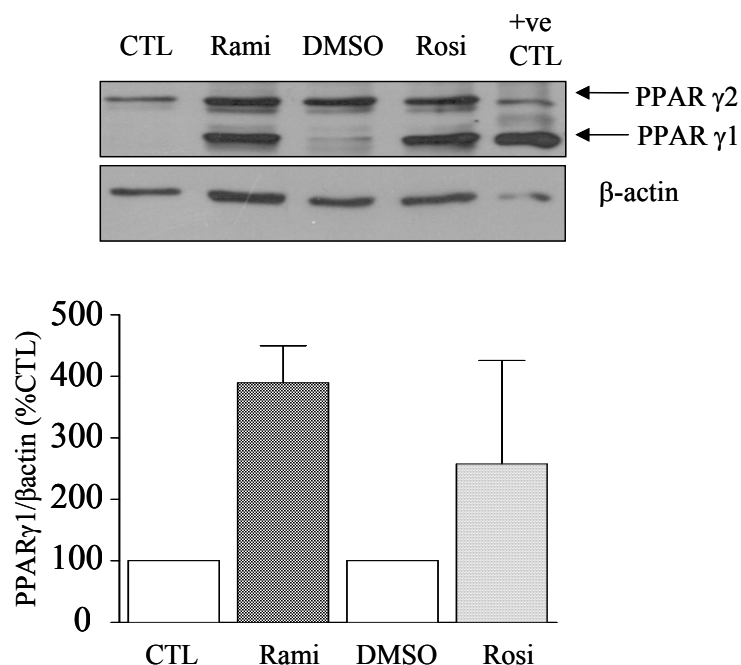 CTL Rami DMSO Rosi +ve CTL
PPAR γ2
PPAR γ1
β-actin
PPARγ1/βactin (%CTL)
500
400
300
200
100
0
CTL Rami DMSO Rosi